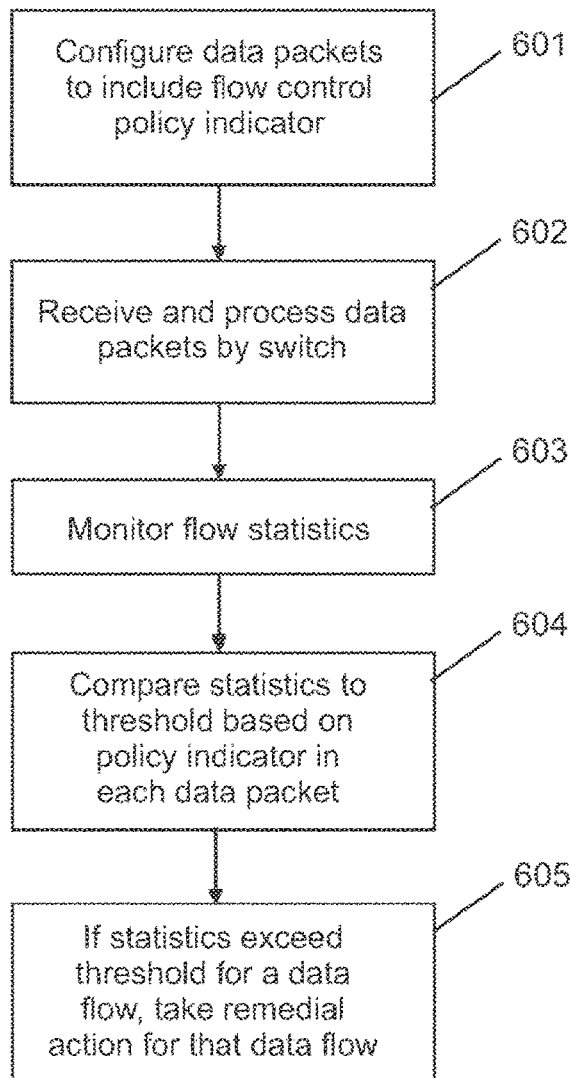 Configure data packets
to include flow control
policy indicator
601
Receive and process data
packets by switch
602
Monitor flow statistics
603
Compare statistics to
threshold based on
policy indicator in
each data packet
604
If statistics exceed
threshold for a data
flow, take remedial
action for that data flow
605